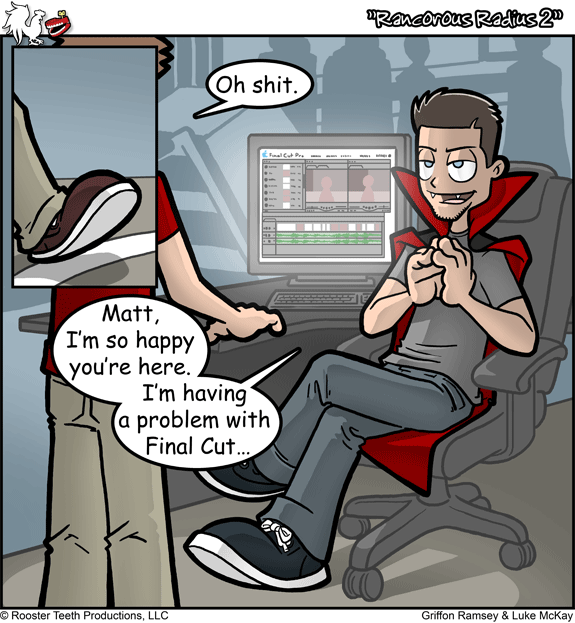 "Rancorous Radius 2"
Oh shit.
Final Cut Pro
Matt,
I'm so happy
you're here.
I'm having
a problem with
Final Cut...
© Rooster Teeth Productions, LLC
Griffon Ramsey & Luke McKay